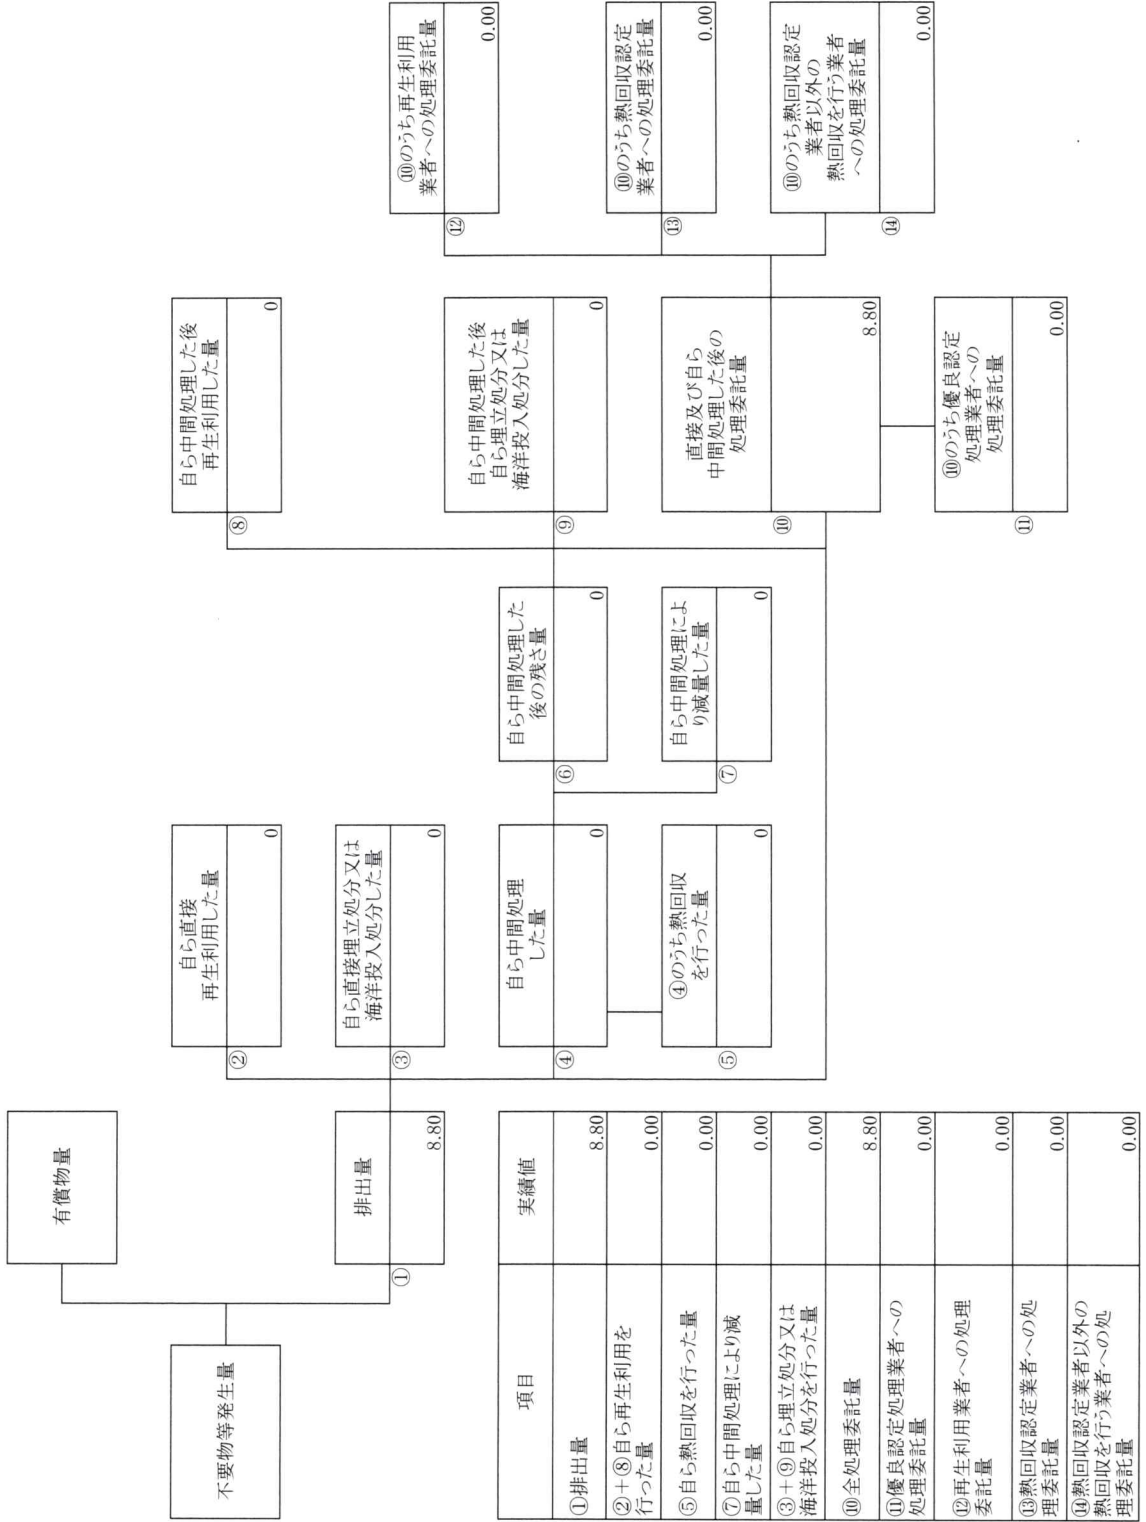 不要物等発生量
有償物量
排出量
①
8.80
自ら直接
再生利用した量
②
0
自ら直接埋立処分又は
海洋投入処分した量
③
0
自ら中間処理
した量
④
0
④のうち熱回収
を行った量
⑤
0
自ら中間処理した
後の残さ量
⑥
0
自ら中間処理によ
り減量した量
⑦
0
自ら中間処理した後
再生利用した量
⑧
0
自ら中間処理した後
自ら埋立処分又は
海洋投入処分した量
⑨
0
直接及び自ら
中間処理した後の
処理委託量
⑩
8.80
⑩のうち優良認定
処理業者への
処理委託量
⑪
0.00
⑩のうち再生利用
業者への処理委託量
⑫
0.00
⑩のうち熱回収認定
業者への処理委託量
⑬
0.00
⑩のうち熱回収認定
業者以外の
熱回収を行う業者
への処理委託量
⑭
0.00
項目 実績値
①排出量 8.80
②+⑧自ら再生利用を
行った量 0.00
⑤自ら熱回収を行った量 0.00
⑦自ら中間処理により減
量した量 0.00
③+⑨自ら埋立処分又は
海洋投入処分を行った量 0.00
⑩全処理委託量 8.80
⑪優良認定処理業者への
処理委託量 0.00
⑫再生利用業者への処理
委託量 0.00
⑬熱回収認定業者への処
理委託量 0.00
⑭熱回収認定業者以外の
熱回収を行う業者への処
理委託量 0.00